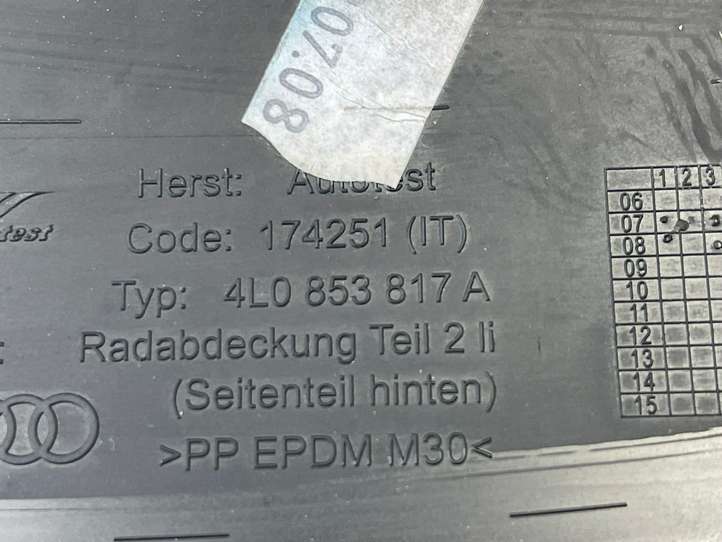 07.08
Herst: Autotest
Code: 174251 (IT)
Typ: 4L0 853 817 A
Radabdeckung Teil 2 li
(Seitenteil hinten)
>PP EPDM M30<
1 2 3
06
07
08
09
10
11
12
13
14
15